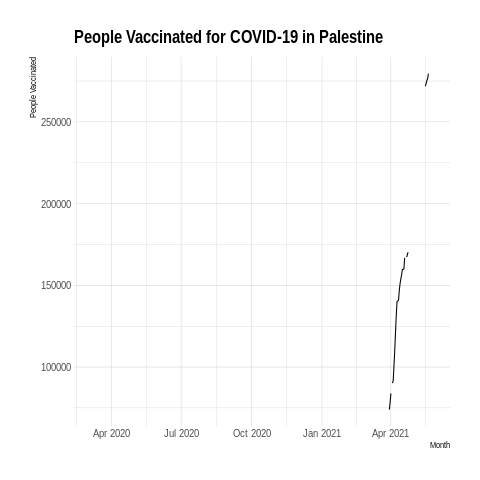 People Vaccinated for COVID-19 in Palestine
People Vaccinated
250000
200000
150000
100000
Apr 2020 Jul 2020 Oct 2020 Jan 2021 Apr 2021
Month